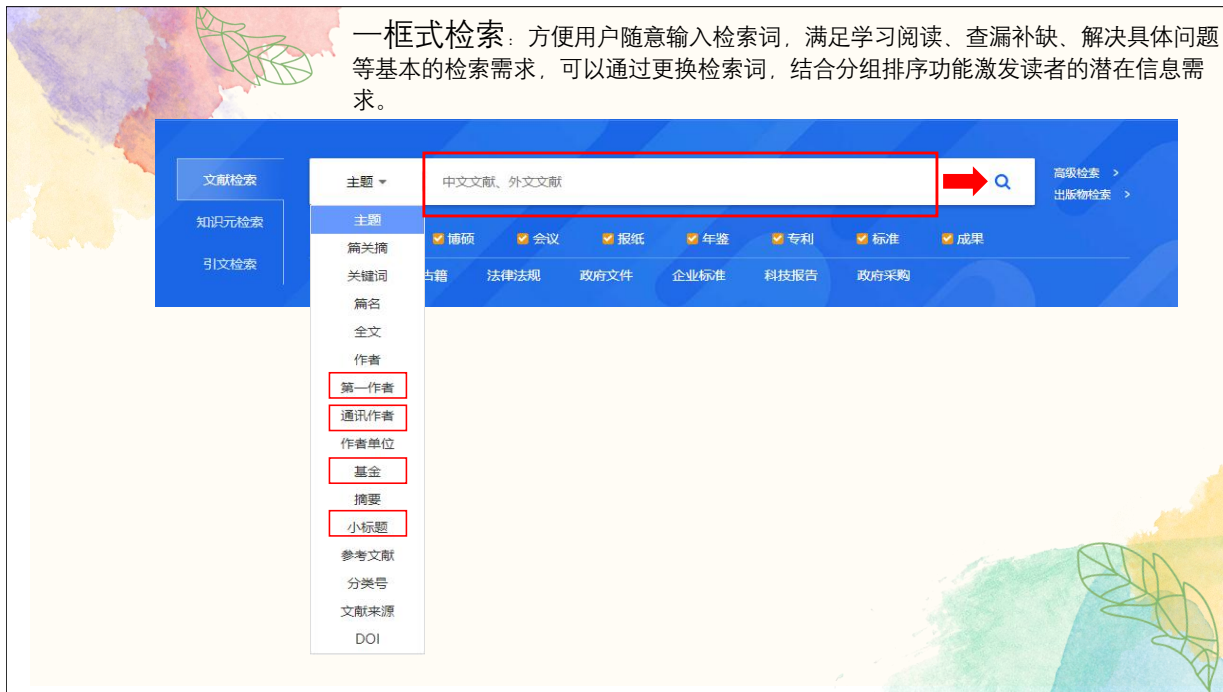 一框式检索：方便用户随意输入检索词，满足学习阅读、查漏补缺、解决具体问题
等基本的检索需求，可以通过更换检索词，结合分组排序功能激发读者的潜在信息需
求。
文献检索 主题 中文文献、外文文献 高级检索 >
出版物检索 >
知识元检索
引文检索
主题
博硕 会议 报纸 年鉴 专利 标准 成果
篇关摘
关键词 古籍 法律法规 政府文件 企业标准 科技报告 政府采购
篇名
全文
作者
第一作者
通讯作者
作者单位
基金
摘要
小标题
参考文献
分类号
文献来源
DOI